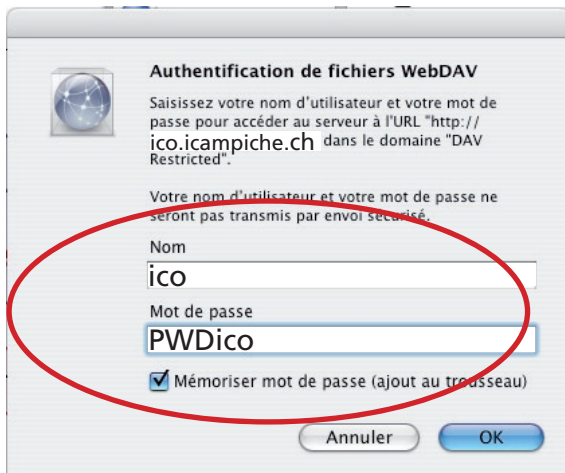 Authentification de fichiers WebDAV
Saisissez votre nom d'utilisateur et votre mot de
passe pour accéder au serveur à l'URL "http://
ico.icampiche.ch dans le domaine "DAV
Restricted".
Votre nom d'utilisateur et votre mot de passe ne
seront pas transmis par envoi sécurisé.
Nom
ico
Mot de passe
PWDico
Mémoriser mot de passe (ajout au trousseau)
Annuler OK